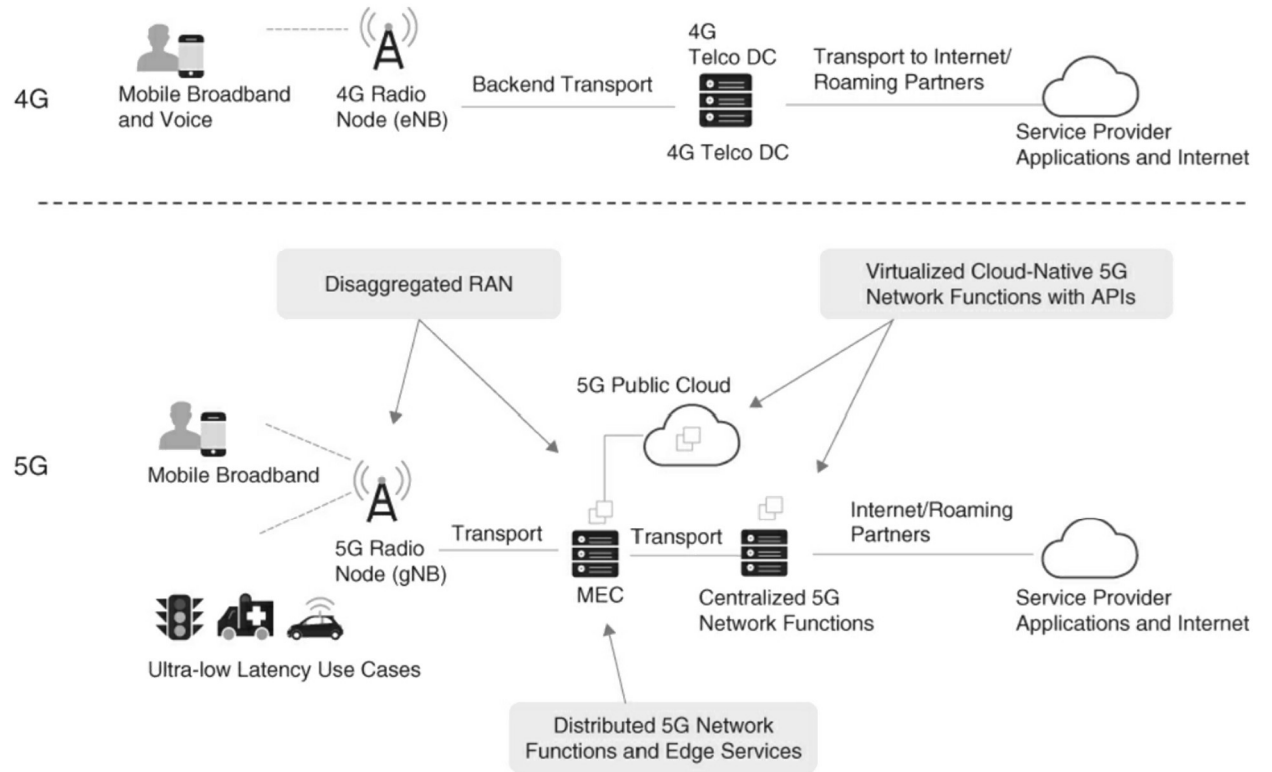 4G
Mobile Broadband
and Voice
4G Radio
Node (eNB)
Backend Transport
4G
Telco DC
4G Telco DC
Transport to Internet/
Roaming Partners
Service Provider
Applications and Internet
Disaggregated RAN
Virtualized Cloud-Native 5G
Network Functions with APIs
5G
Mobile Broadband
Ultra-low Latency Use Cases
5G Radio
Node (gNB)
Transport
5G Public Cloud
MEC
Transport
Centralized 5G
Network Functions
Internet/Roaming
Partners
Service Provider
Applications and Internet
Distributed 5G Network
Functions and Edge Services